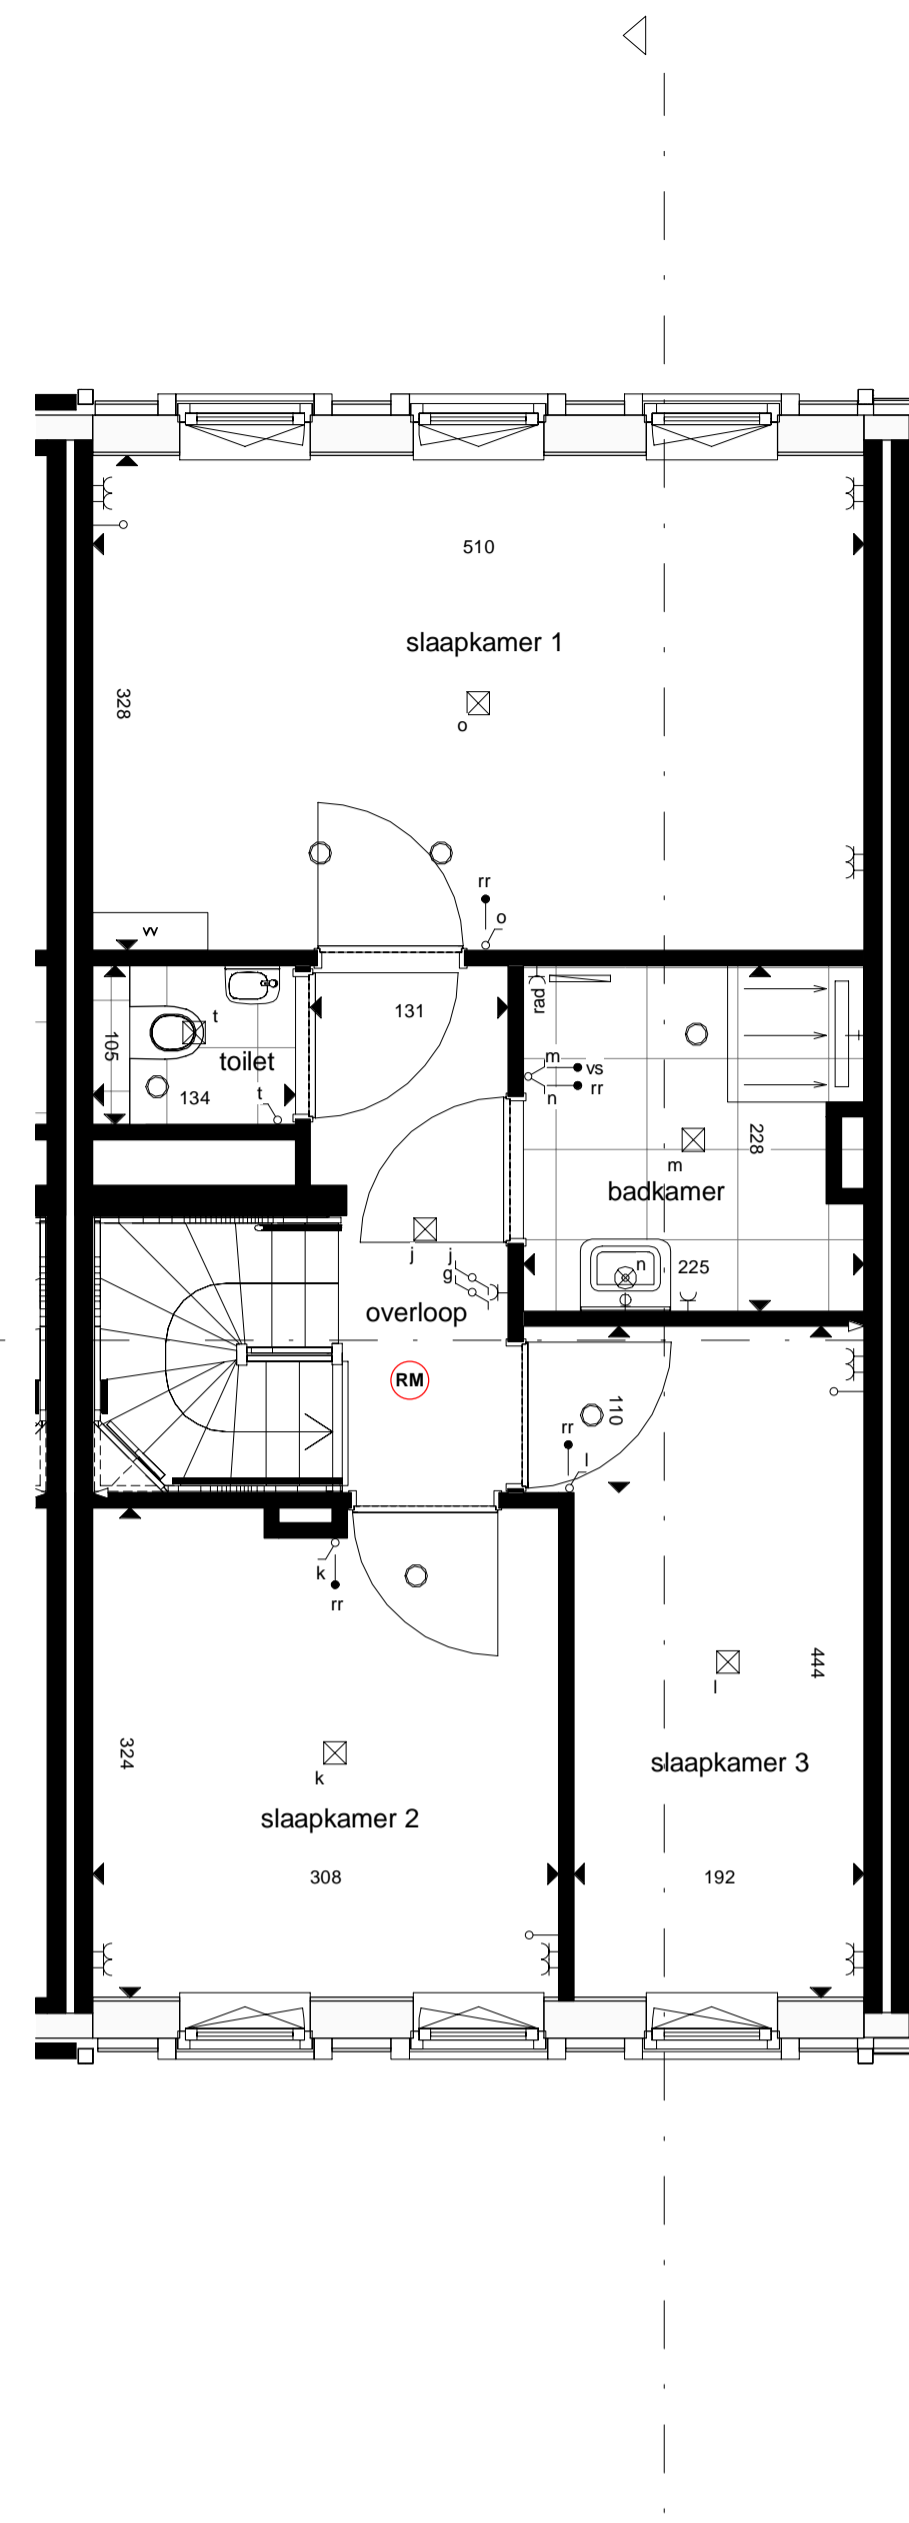 510
slaapkamer 1
328
o
rr
o
w
131
rad
t
105
toilet
134
t
m
vs
n
rr
228
m
badkamer
j
j
g
n
225
overloop
RM
110
rr
l
k
rr
444
l
324
k
slaapkamer 3
slaapkamer 2
308
192